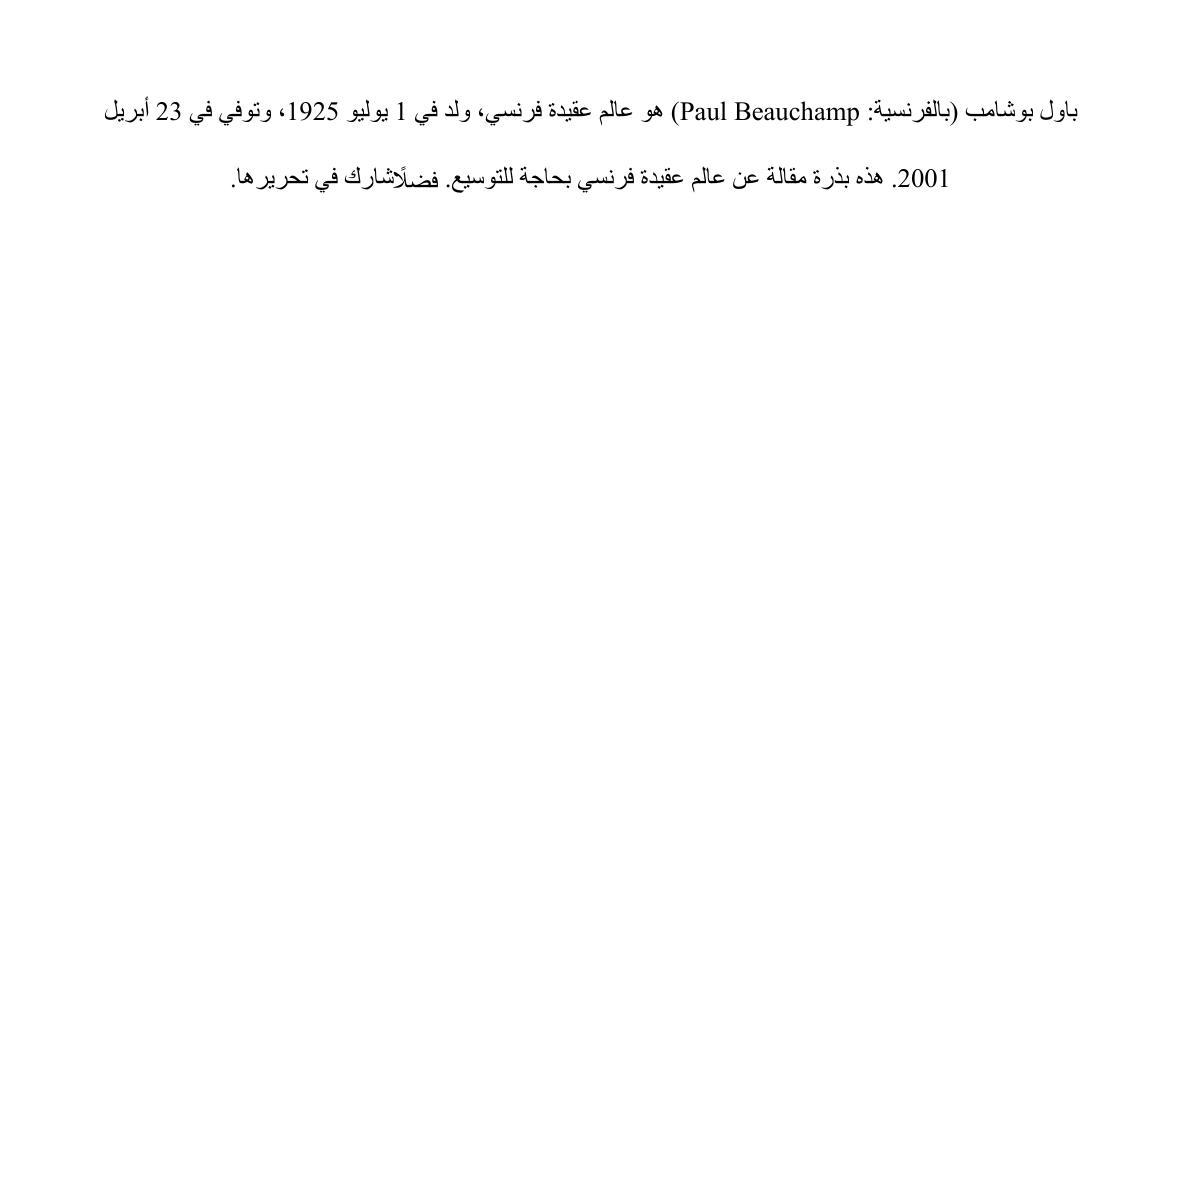 باول بوشامب (بالفرنسية: Paul Beauchamp) هو عالم عقيدة فرنسي، ولد في 1 يوليو 1925، وتوفي في 23 أبريل
2001. هذه بذرة مقالة عن عالم عقيدة فرنسي بحاجة للتوسيع. فضلًاشارك في تحريرها.